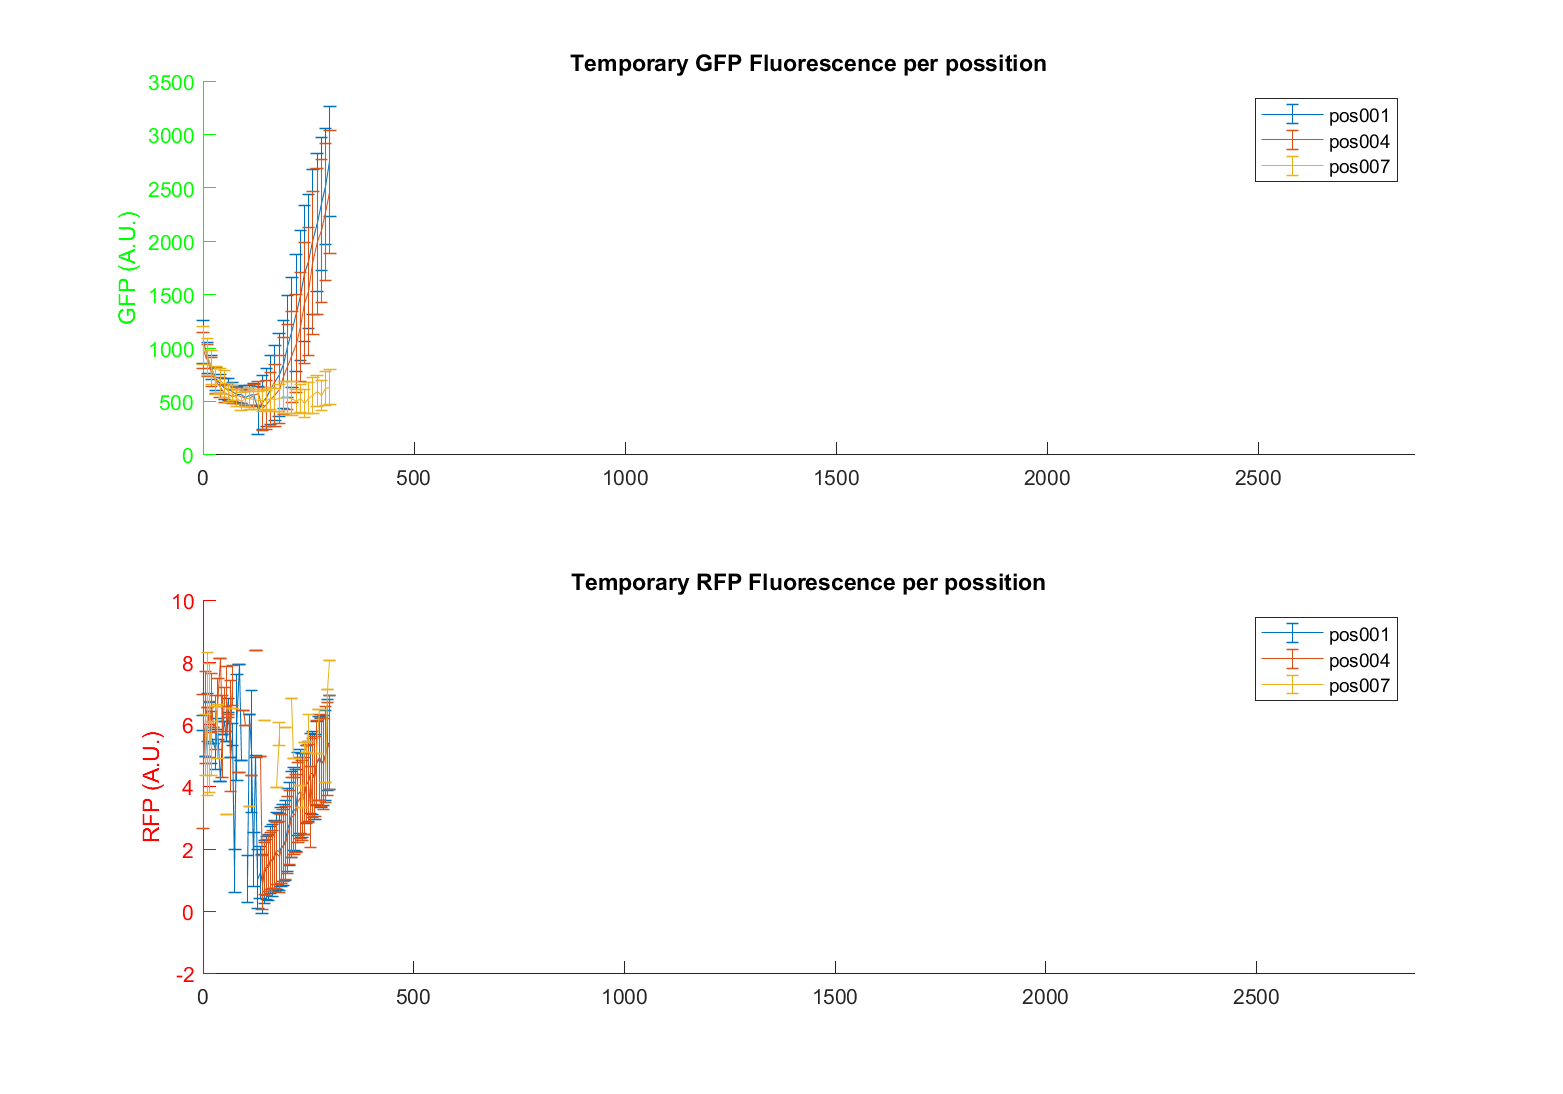 Temporary GFP Fluorescence per possition
3500
3000
2500
2000
1500
1000
500
0
GFP (A.U.)
pos001
pos004
pos007
0 500 1000 1500 2000 2500
Temporary RFP Fluorescence per possition
10
8
6
4
2
0
-2
RFP (A.U.)
pos001
pos004
pos007
0 500 1000 1500 2000 2500